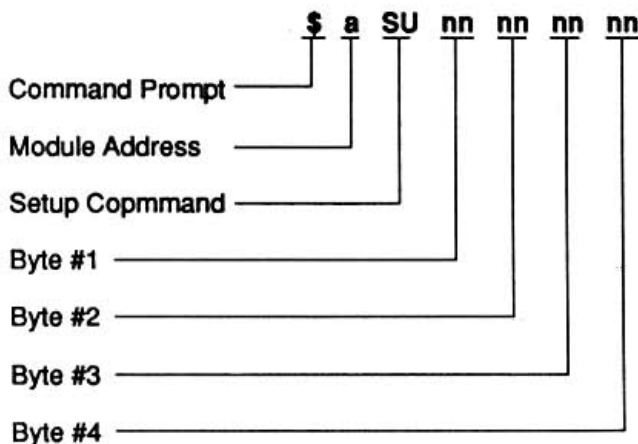 $ a SU nn nn nn nn
Command Prompt
Module Address
Setup Copmmand
Byte #1
Byte #2
Byte #3
Byte #4